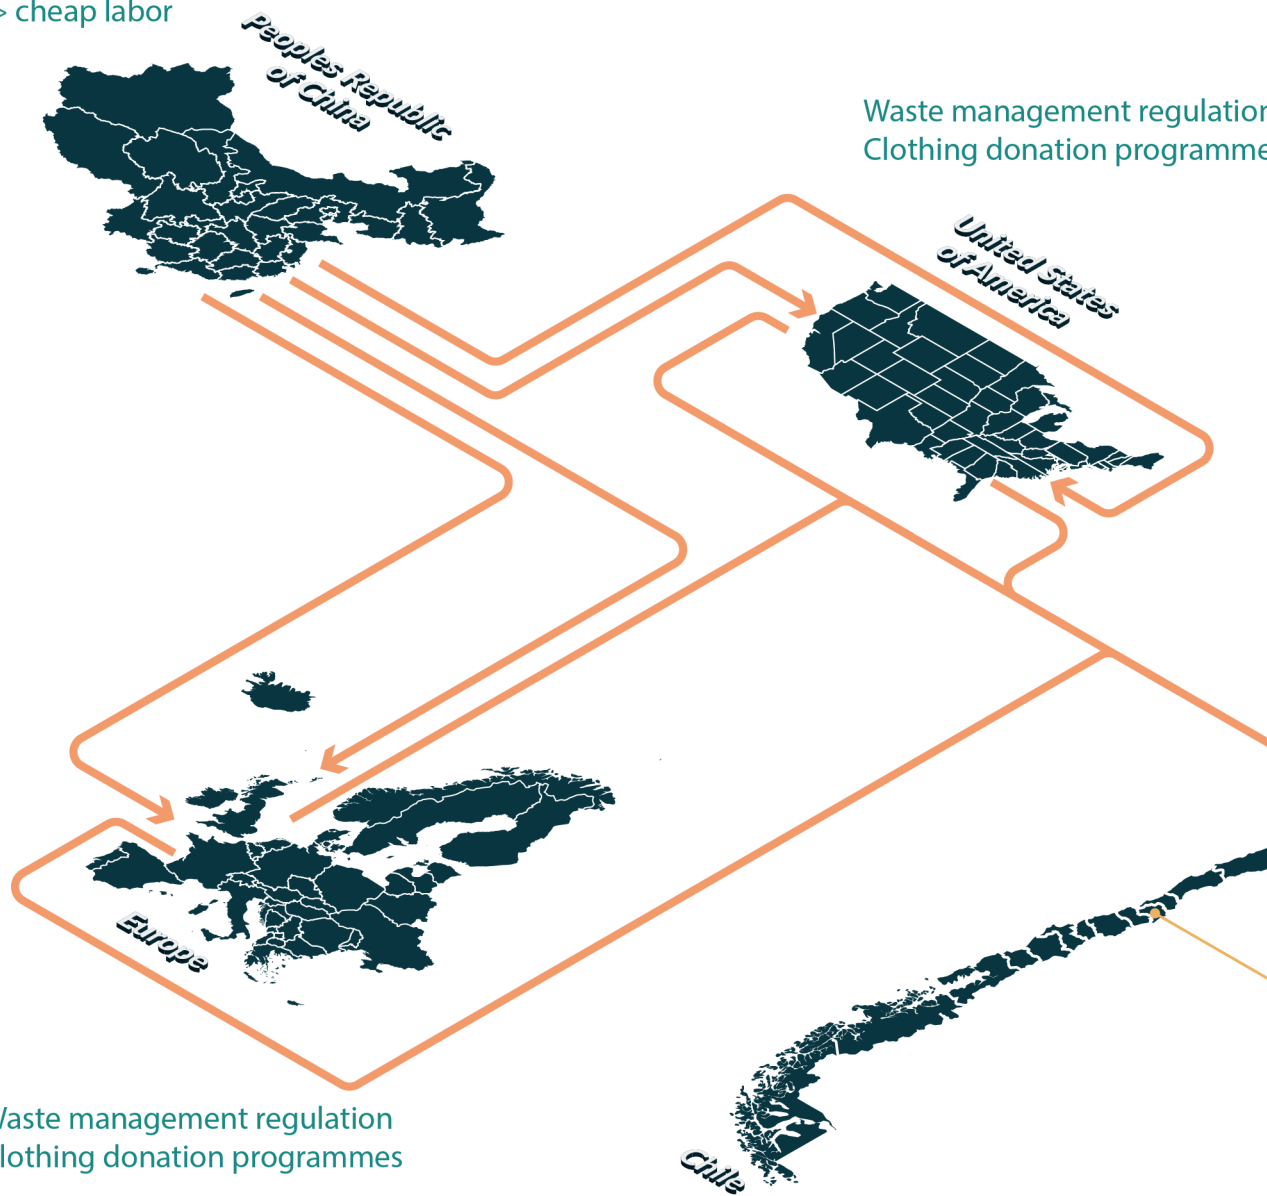 > cheap labor
Peoples Republic
of China
Waste management regulation
Clothing donation programme
United States
of America
Europe
Waste management regulation
lothing donation programmes
Chile